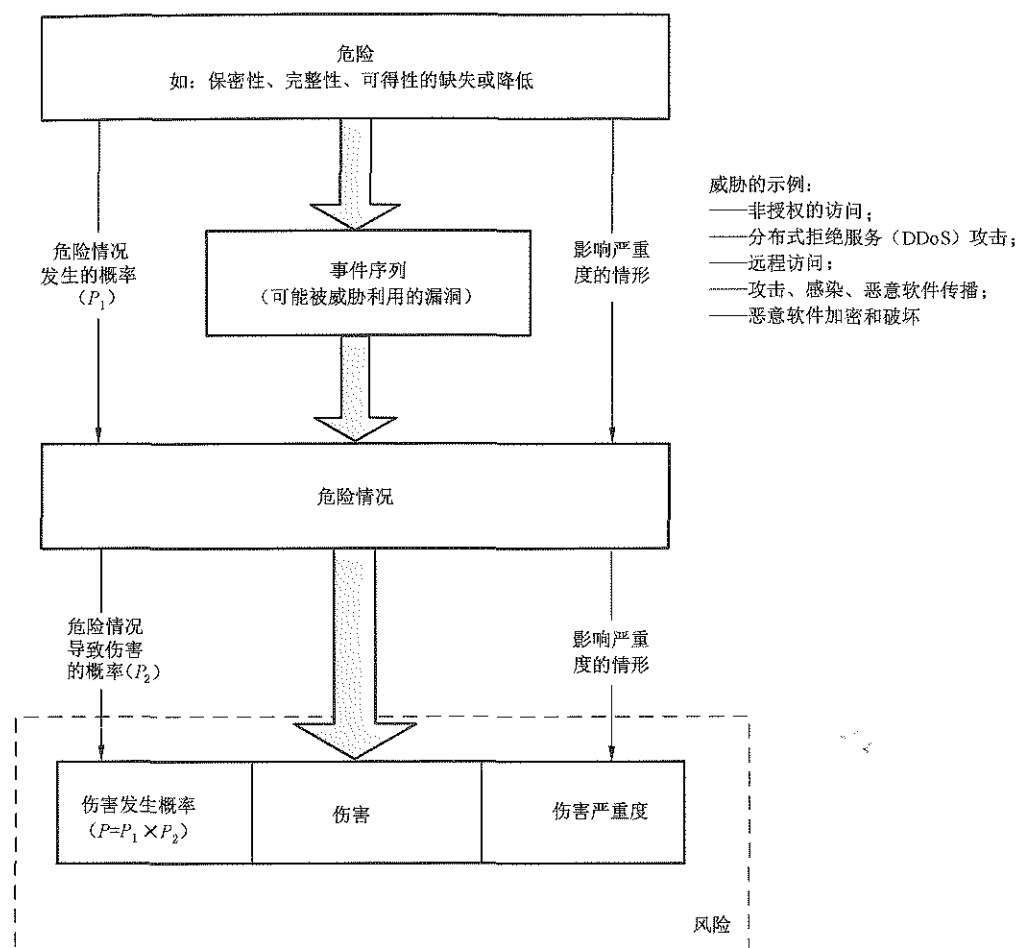 危险
如：保密性、完整性、可得性的缺失或降低
威胁的示例：
——非授权的访问；
——分布式拒绝服务（DDoS）攻击；
——远程访问；
——攻击、感染、恶意软件传播；
——恶意软件加密和破坏
危险情况
发生的概率
（P₁）
事件序列
（可能被威胁利用的漏洞）
影响严重
度的情形
危险情况
危险情况
导致伤害
的概率（P₂）
影响严重
度的情形
伤害发生概率
（P=P₁×P₂）
伤害
伤害严重度
风险